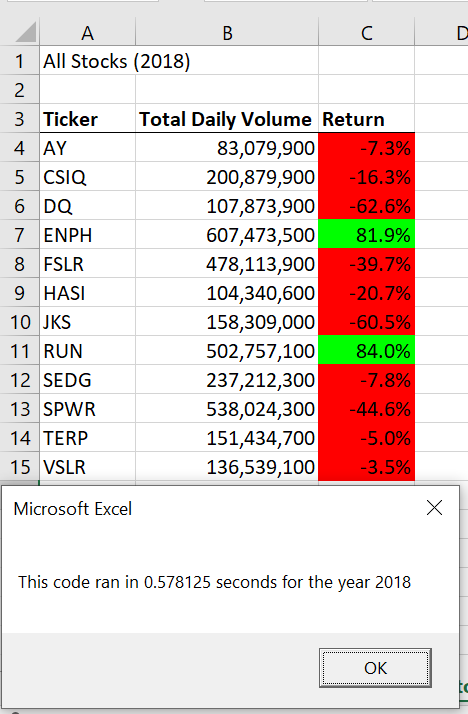 A B C D
1 All Stocks (2018)
2
3 Ticker Total Daily Volume Return
4 AY 83,079,900 -7.3%
5 CSIQ 200,879,900 -16.3%
6 DQ 107,873,900 -62.6%
7 ENPH 607,473,500 81.9%
8 FSLR 478,113,900 -39.7%
9 HASI 104,340,600 -20.7%
10 JKS 158,309,000 -60.5%
11 RUN 502,757,100 84.0%
12 SEDG 237,212,300 -7.8%
13 SPWR 538,024,300 -44.6%
14 TERP 151,434,700 -5.0%
15 VSLR 136,539,100 -3.5%
Microsoft Excel
This code ran in 0.578125 seconds for the year 2018
OK